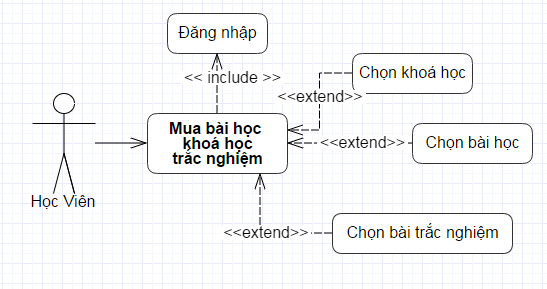 Đăng nhập
<< include >>
Chọn khoá học
<<extend>>
Mua bài học
khoá học
trắc nghiệm
<<extend>>
Chọn bài học
Học Viên
<<extend>>
Chọn bài trắc nghiệm